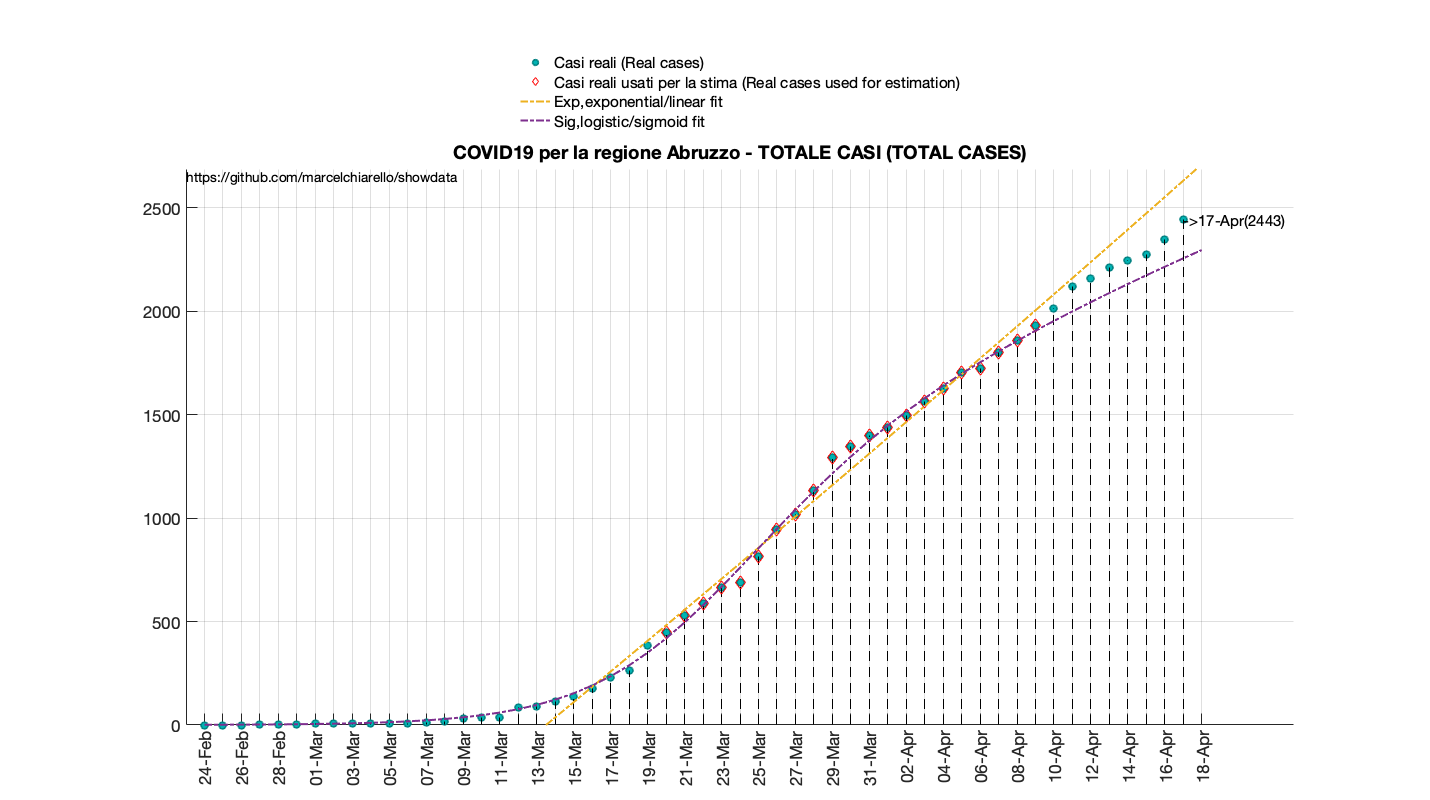 Casi reali (Real cases)
Casi reali usati per la stima (Real cases used for estimation)
Exp,exponential/linear fit
Sig,logistic/sigmoid fit
COVID19 per la regione Abruzzo - TOTALE CASI (TOTAL CASES)
https://github.com/marcelchiarello/showdata
2500
->17-Apr(2443)
2000
1500
1000
500
0
24-Feb
26-Feb
28-Feb
01-Mar
03-Mar
05-Mar
07-Mar
09-Mar
11-Mar
13-Mar
15-Mar
17-Mar
19-Mar
21-Mar
23-Mar
25-Mar
27-Mar
29-Mar
31-Mar
02-Apr
04-Apr
06-Apr
08-Apr
10-Apr
12-Apr
14-Apr
16-Apr
18-Apr